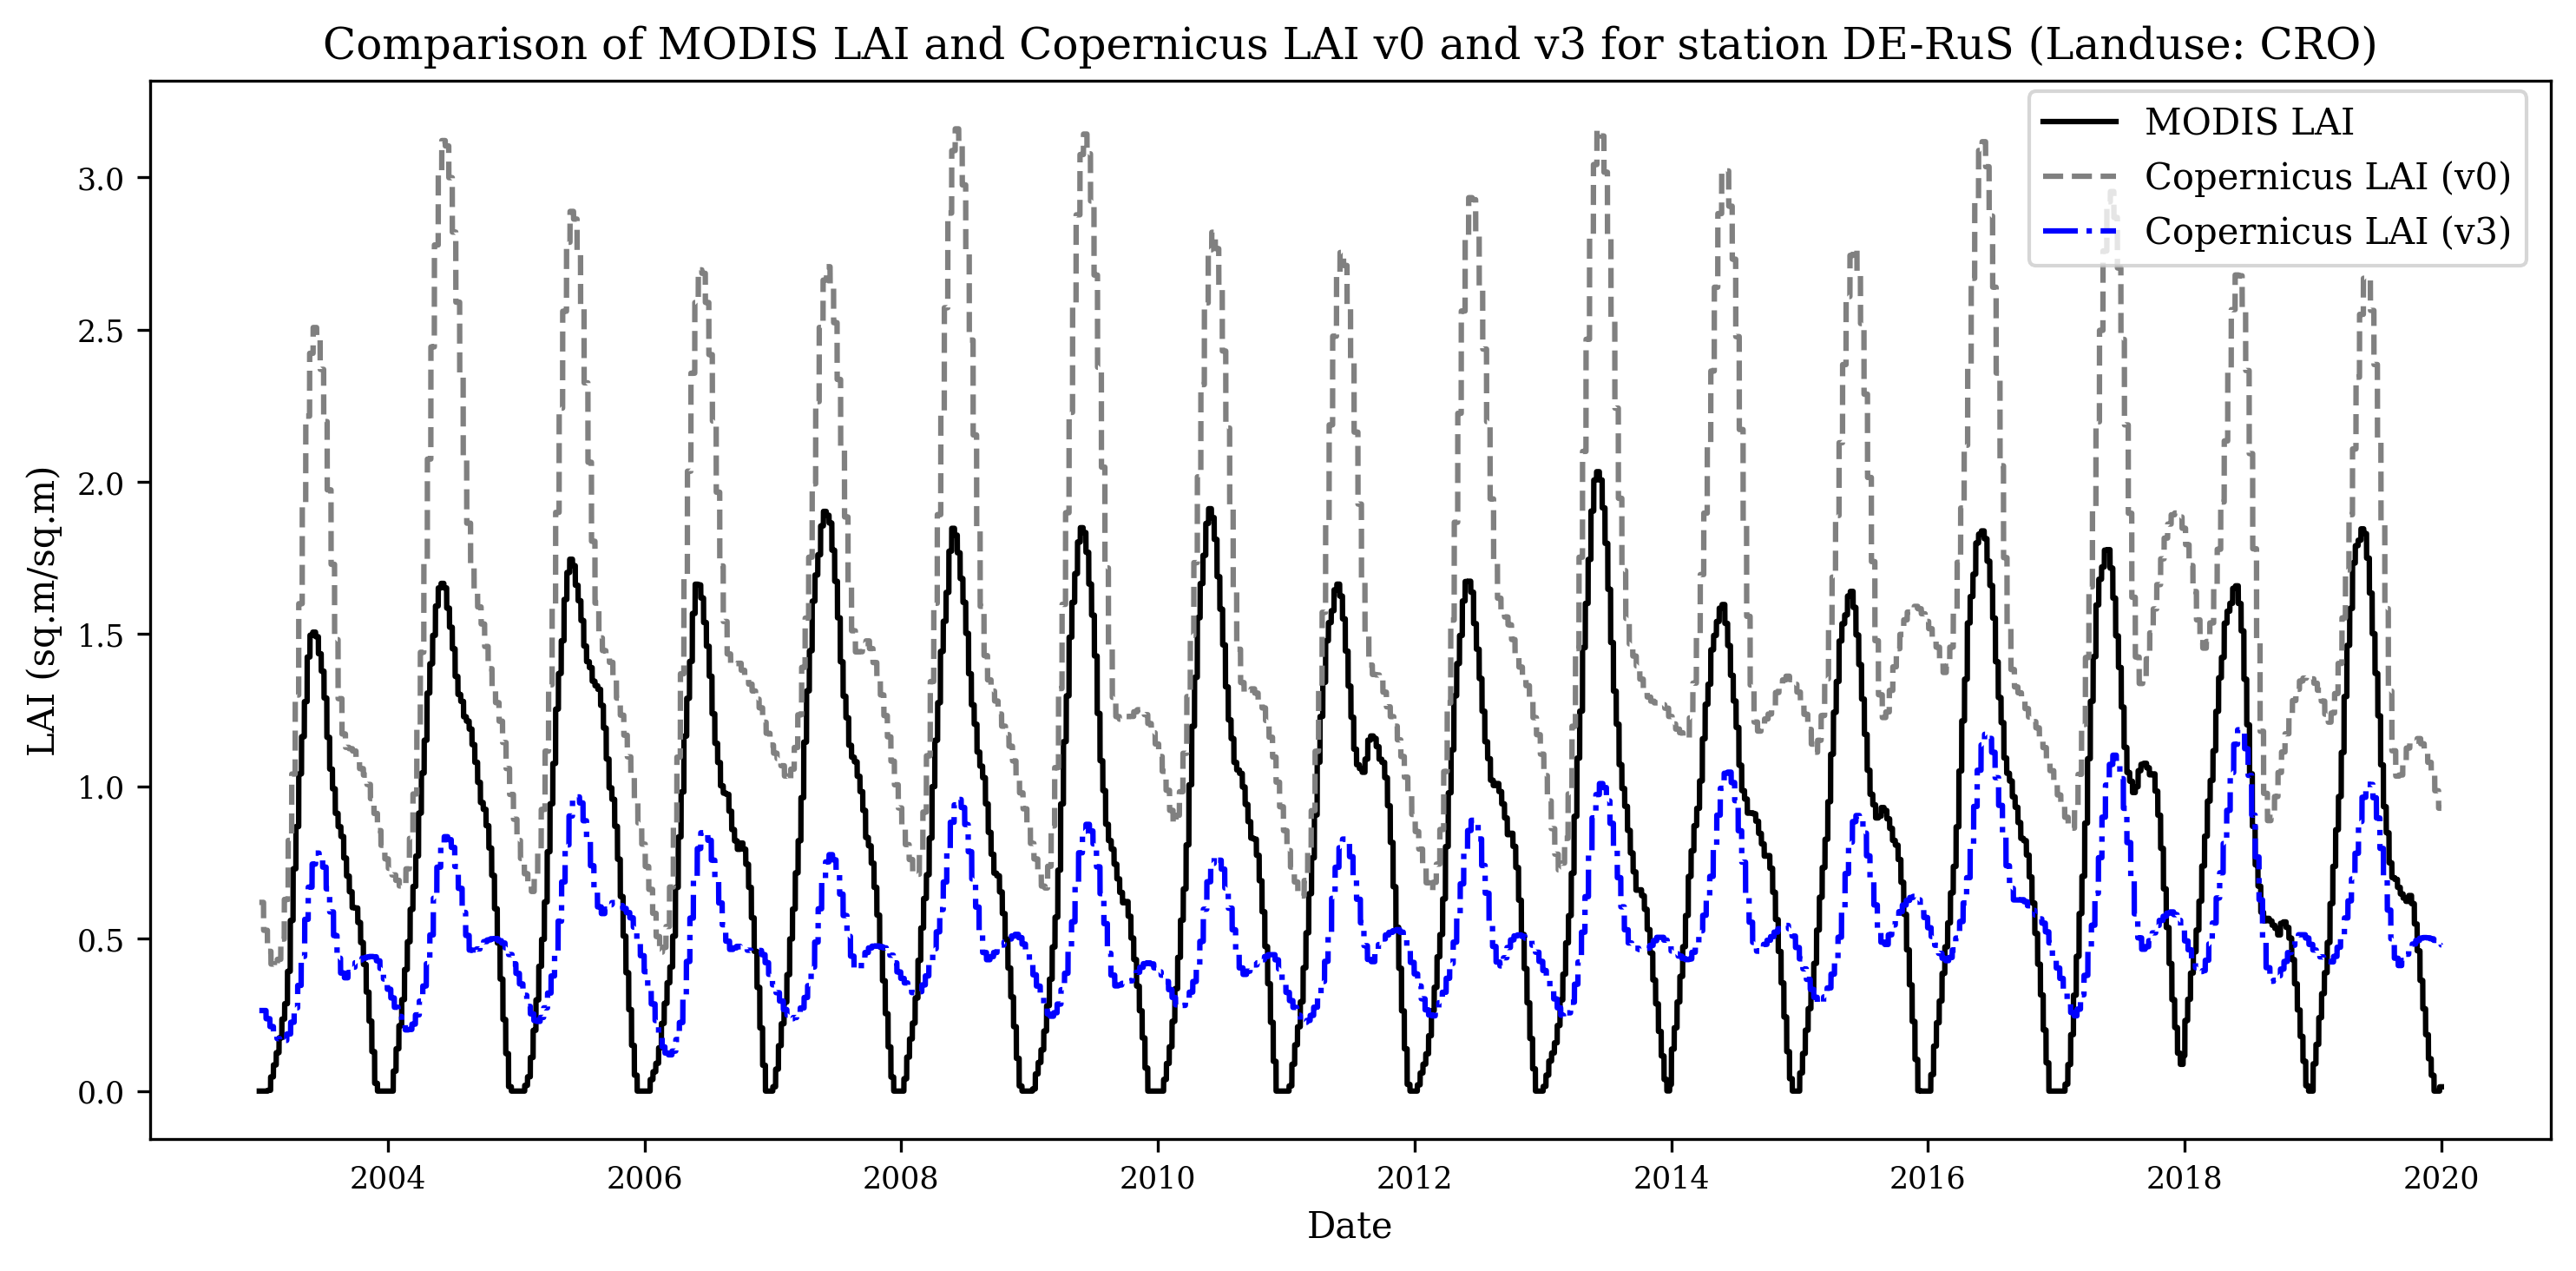 Comparison of MODIS LAI and Copernicus LAI v0 and v3 for station DE-RuS (Landuse: CRO)
MODIS LAI
Copernicus LAI (v0)
Copernicus LAI (v3)
LAI (sq.m/sq.m)
3.0
2.5
2.0
1.5
1.0
0.5
0.0
2004 2006 2008 2010 2012 2014 2016 2018 2020
Date